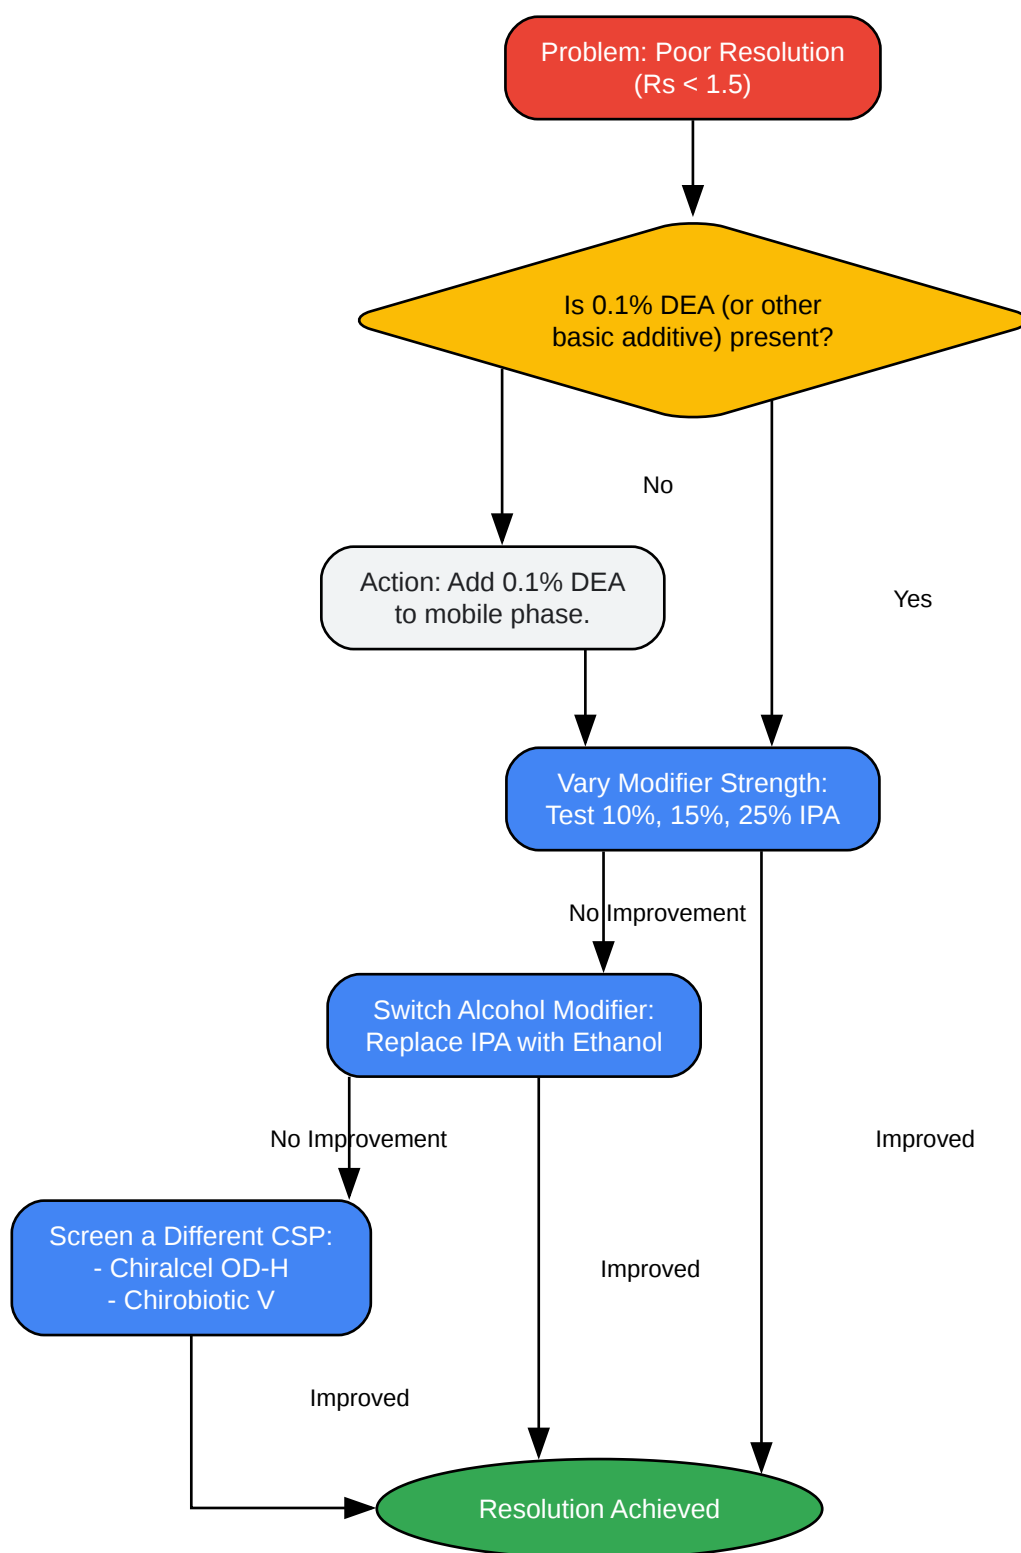 Problem: Poor Resolution
(Rs < 1.5)
Is 0.1% DEA (or other
basic additive) present?
No
Action: Add 0.1% DEA
to mobile phase.
Yes
Vary Modifier Strength:
Test 10%, 15%, 25% IPA
No Improvement
Switch Alcohol Modifier:
Replace IPA with Ethanol
No Improvement
Improved
Screen a Different CSP:
- Chiralcel OD-H
- Chirobiotic V
Improved
Improved
Resolution Achieved